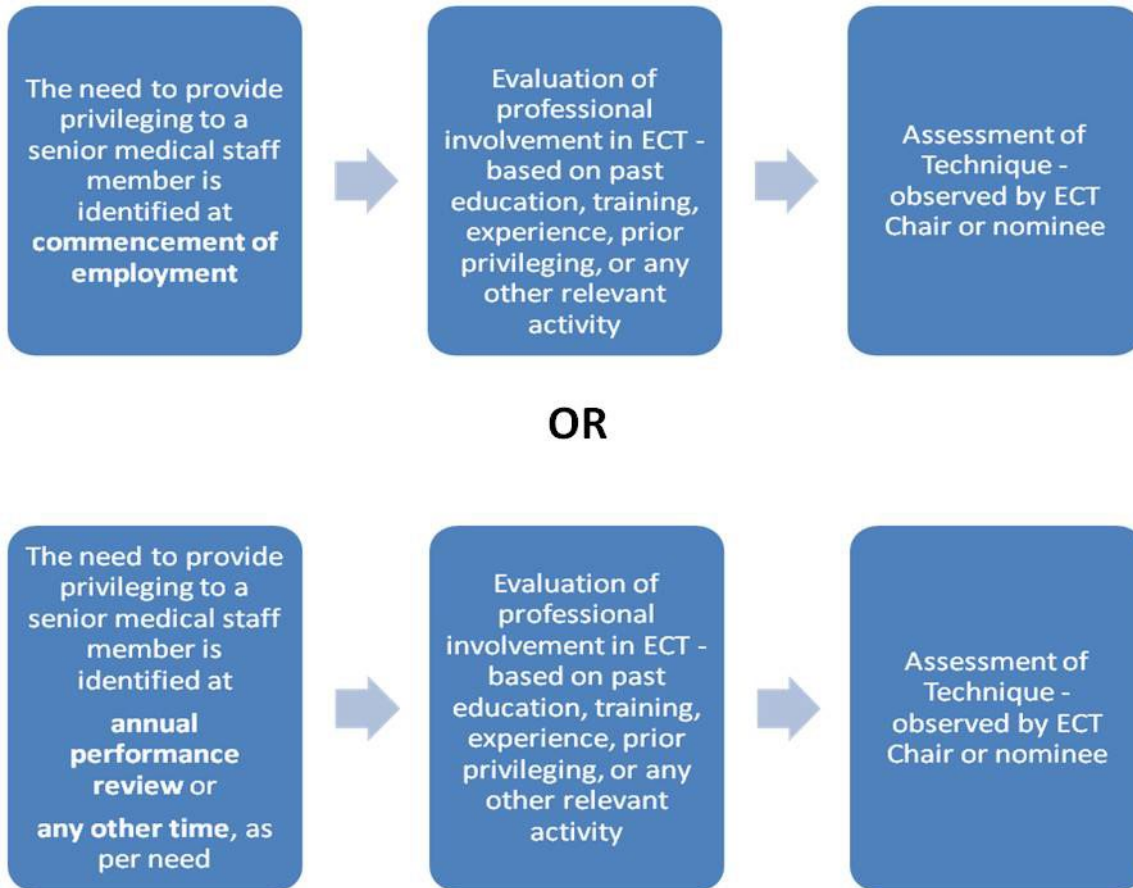 The need to provide
privileging to a
senior medical staff
member is
identified at
commencement of
employment
Evaluation of
professional
involvement in ECT -
based on past
education, training,
experience, prior
privileging, or any
other relevant
activity
Assessment of
Technique -
observed by ECT
Chair or nominee
OR
The need to provide
privileging to a
senior medical staff
member is
identified at
annual
performance
review or
any other time, as
per need
Evaluation of
professional
involvement in ECT -
based on past
education, training,
experience, prior
privileging, or any
other relevant
activity
Assessment of
Technique -
observed by ECT
Chair or nominee